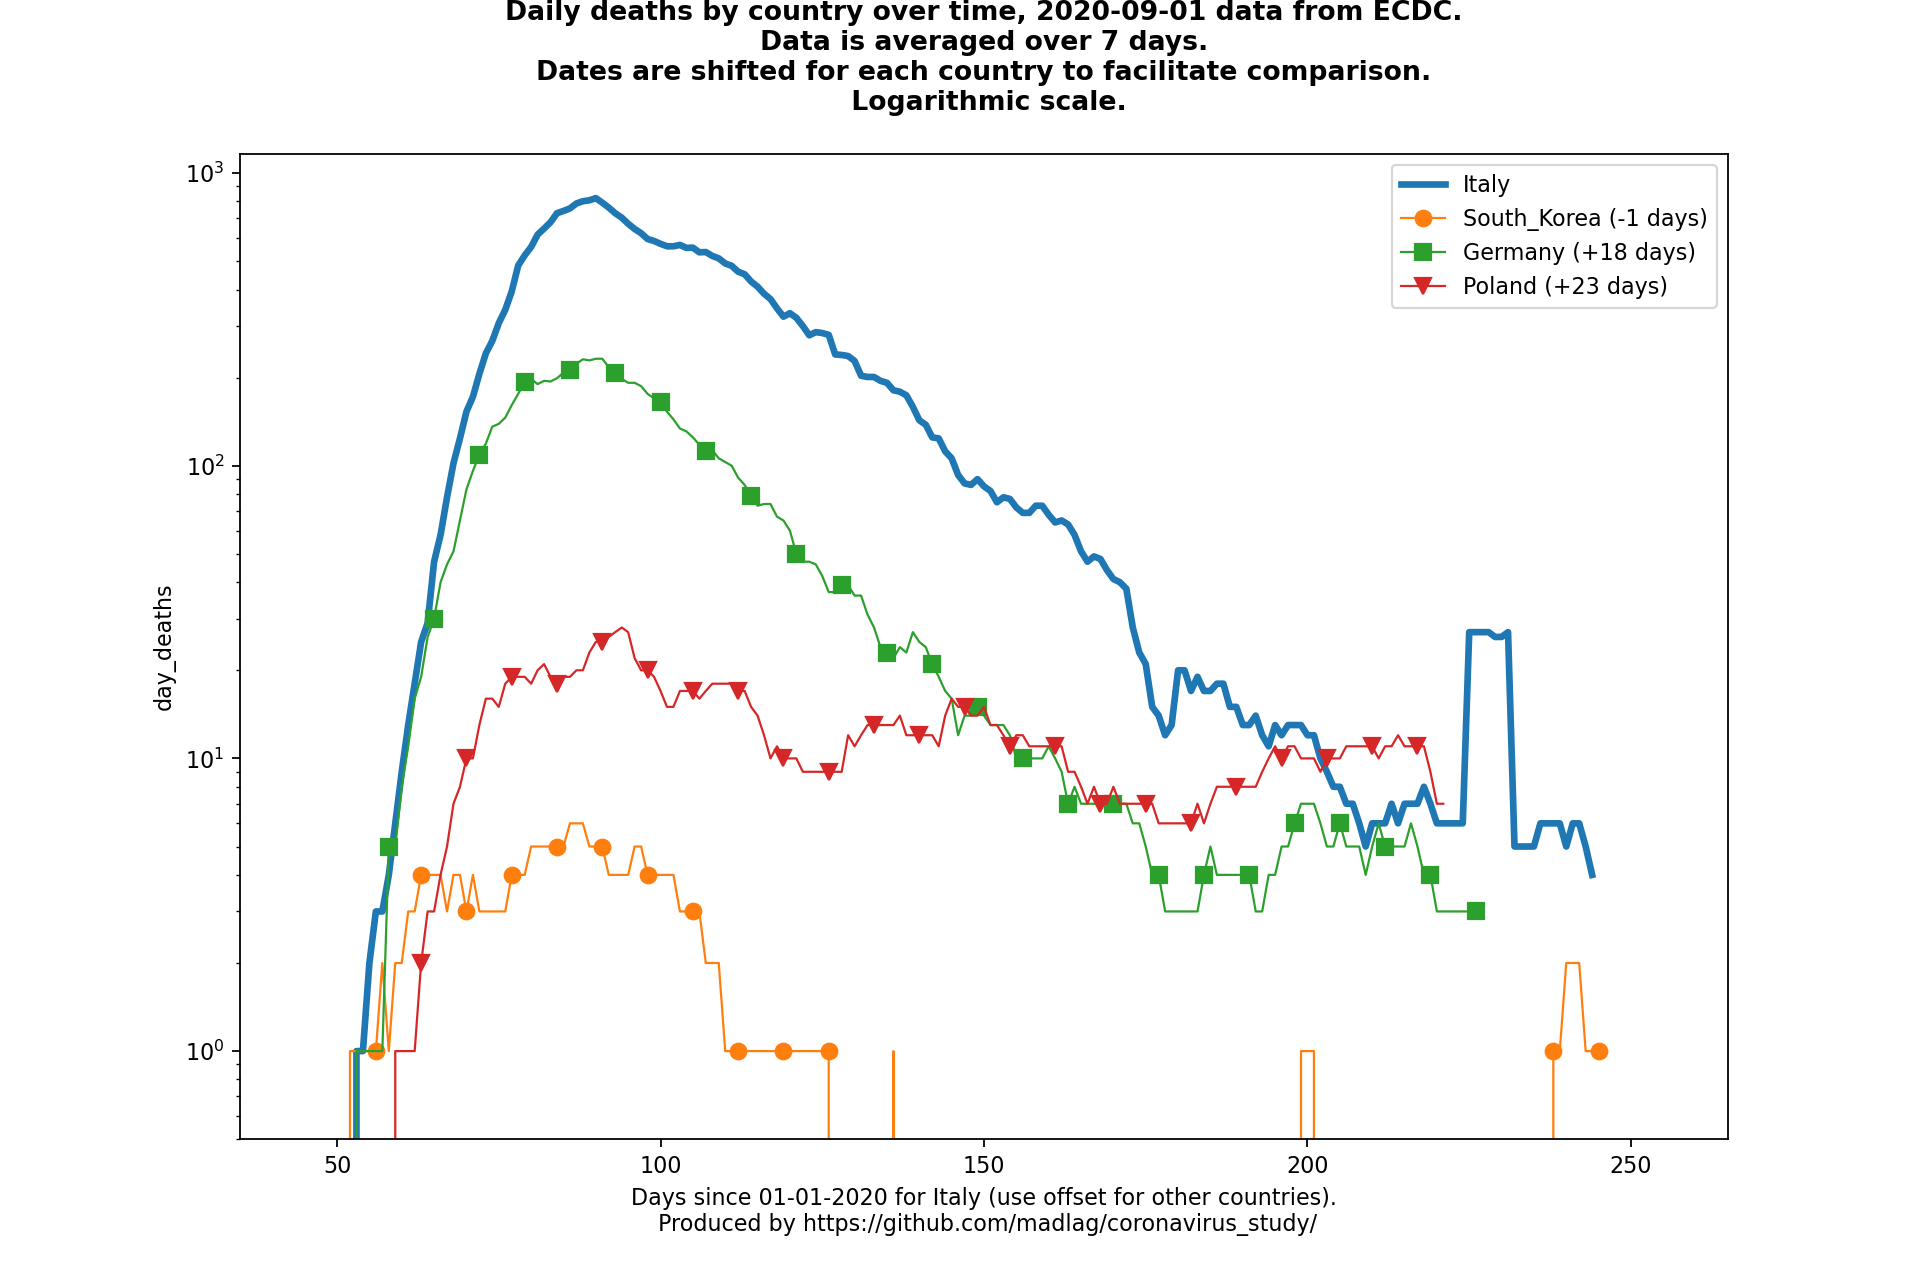 Daily deaths by country over time, 2020-09-01 data from ECDC.
Data is averaged over 7 days.
Dates are shifted for each country to facilitate comparison.
Logarithmic scale.
10³
10²
10¹
10⁰
day_deaths
Italy
South_Korea (-1 days)
Germany (+18 days)
Poland (+23 days)
50
100
150
200
250
Days since 01-01-2020 for Italy (use offset for other countries).
Produced by https://github.com/madlag/coronavirus_study/